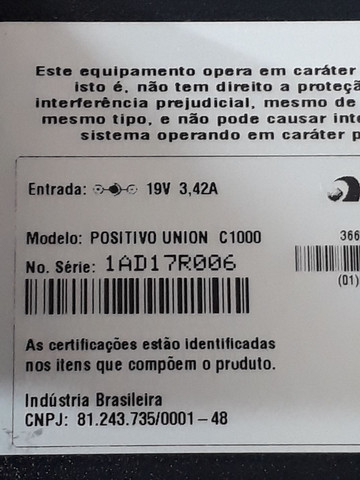 Este equipamento opera em caráter
isto é, não tem direito a proteçã
interferência prejudicial, mesmo de
mesmo tipo, e não pode causar inte
sistema operando em caráter p
Entrada: 19V 3,42A
Modelo: POSITIVO UNION C1000
366
No. Série: 1AD17R006
(01)
As certificações estão identificadas
nos itens que compõem o produto.
Indústria Brasileira
CNPJ: 81.243.735/0001-48